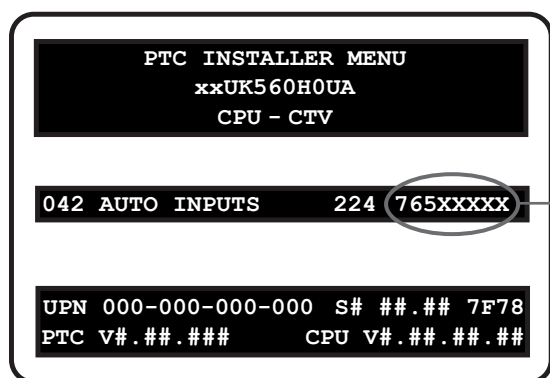 PTC INSTALLER MENU
xxUK560H0UA
CPU – CTV
042 AUTO INPUTS 224 765XXXXX
UPN 000-000-000-000 S# ##.## 7F78
PTC V#.##.### CPU V#.##.##.##